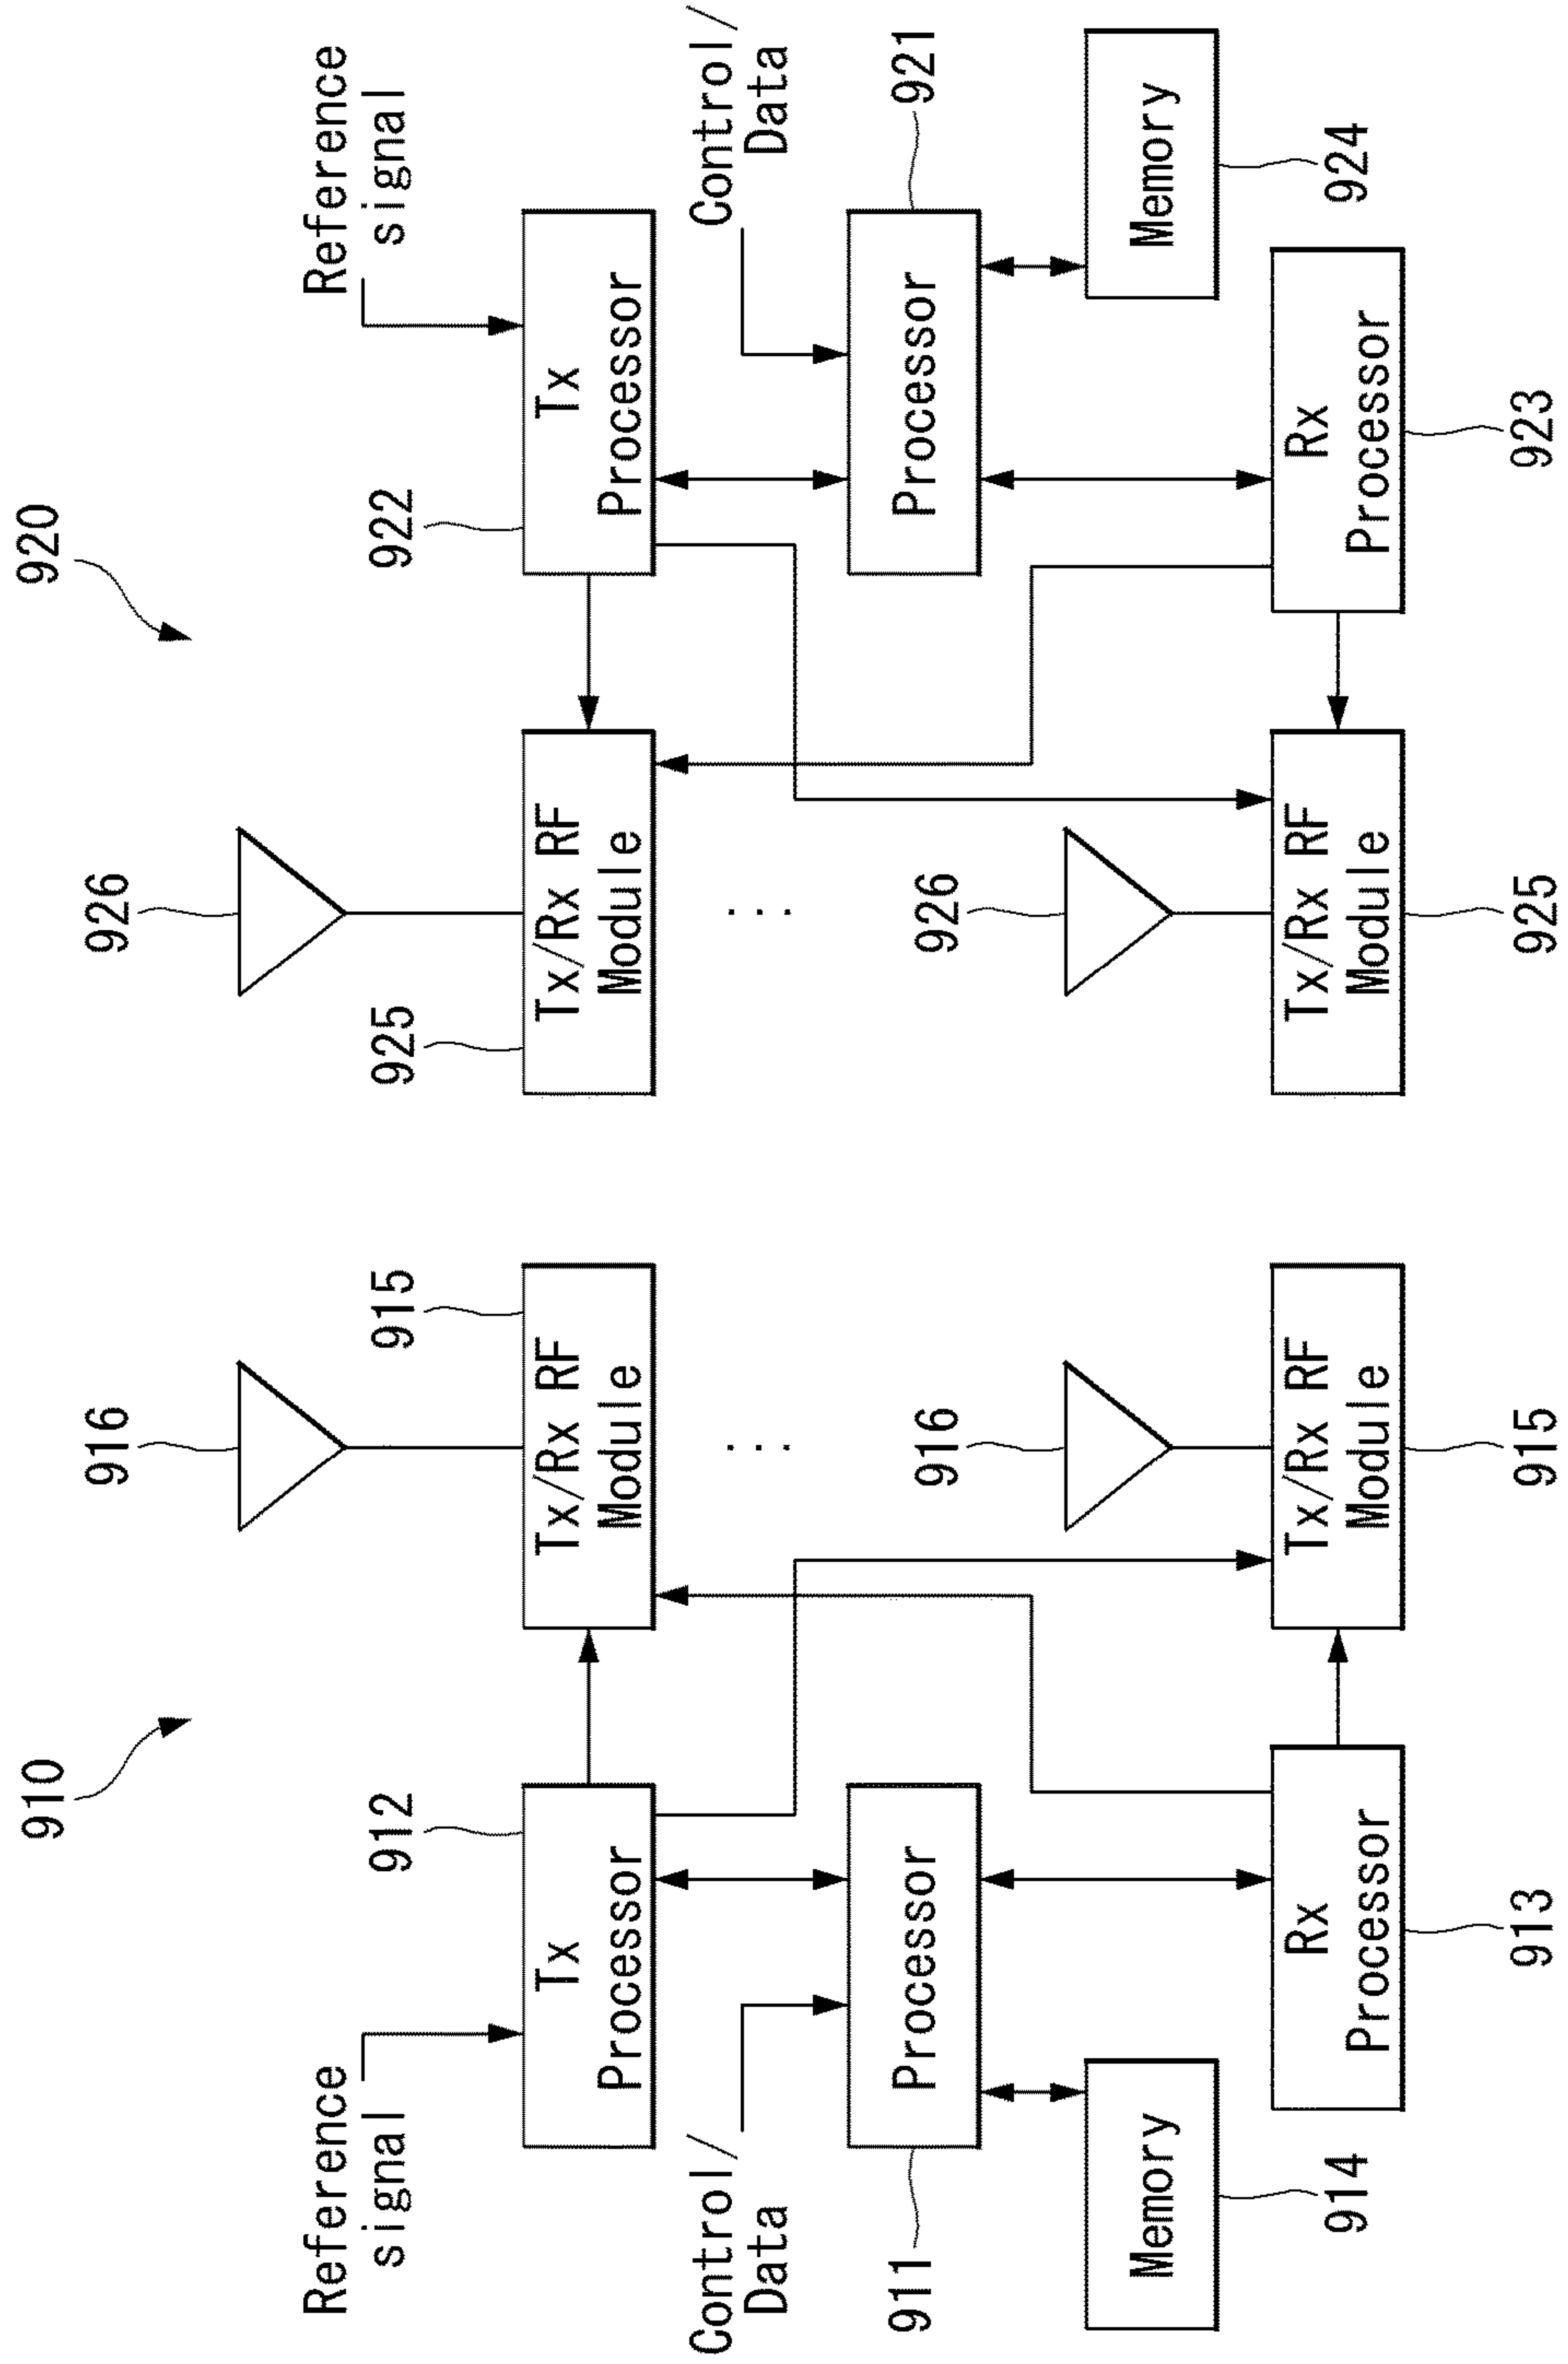 910
920
916
926
Reference
signal
912
915
925
922
Reference
signal
Tx
Processor
Tx/Rx RF
Module
Tx/Rx RF
Module
Tx
Processor
Control/
Data
...
...
Control/
Data
911
Processor
916
926
Processor
921
Memory
914
Memory
924
Rx
Processor
Tx/Rx RF
Module
Tx/Rx RF
Module
Rx
Processor
913
915
925
923